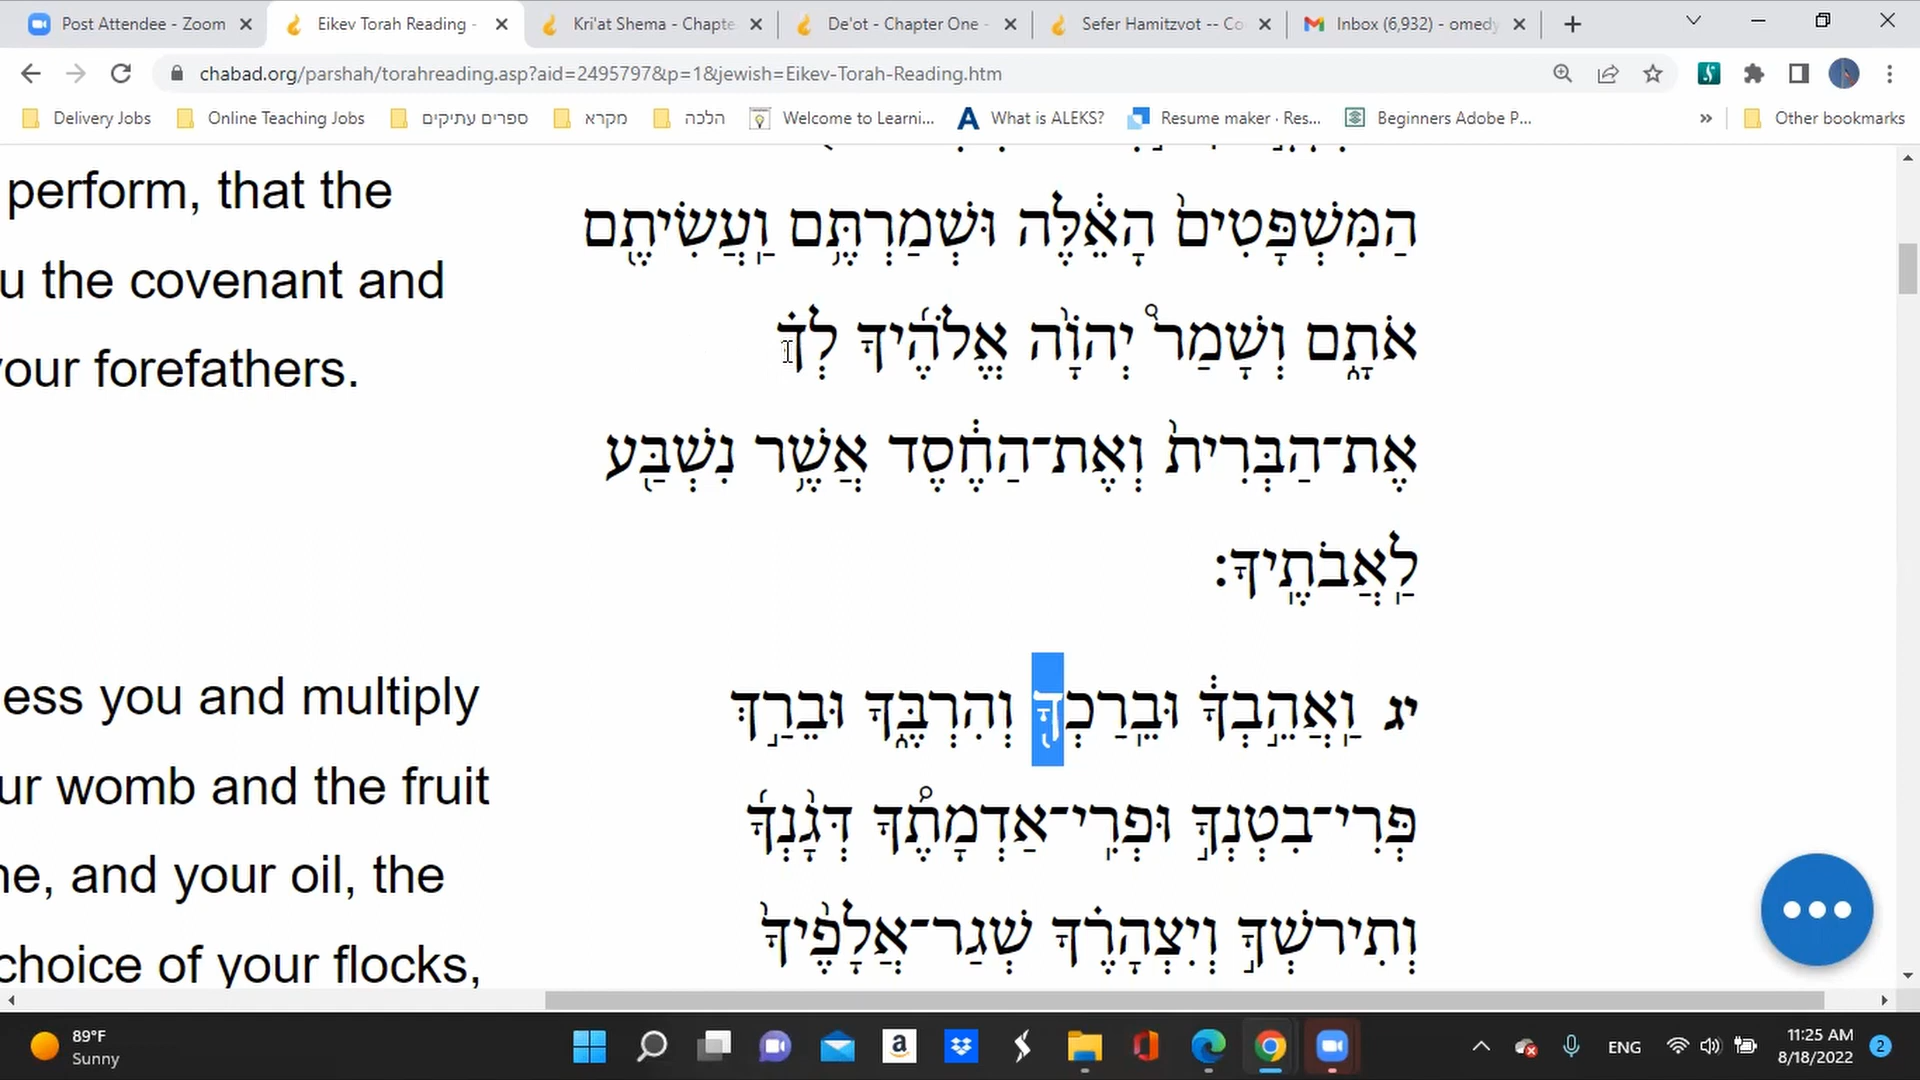 Post Attendee - Zoom
Eikev Torah Reading -
Kri'at Shema - Chapte
De'ot - Chapter One -
Sefer Hamitzvot -- Co
Inbox (6,932) - omedy
chabad.org/parshah/torahreading.asp?aid=2495797&p=1&jewish=Eikev-Torah-Reading.htm
Delivery Jobs
Online Teaching Jobs
ספרים עתיקים
מקרא
הלכה
Welcome to Learni...
What is ALEKS?
Resume maker · Res...
Beginners Adobe P...
»
Other bookmarks
perform, that the
u the covenant and
your forefathers.
ess you and multiply
ur womb and the fruit
ne, and your oil, the
choice of your flocks,
הַמִּשְׁפָּטִים֙ הָאֵ֔לֶּה וּשְׁמַרְתֶּ֥ם וַֽעֲשִׂיתֶ֖ם
אֹתָ֑ם וְשָׁמַר֩ יְהֹוָ֨ה אֱלֹהֶ֜יךָ לְךָ֗
אֶת־הַבְּרִית֙ וְאֶת־הַחֶ֔סֶד אֲשֶׁ֥ר נִשְׁבַּ֖ע
לַֽאֲבֹתֶֽיךָ:
יג וַֽאֲהֵ֣בְךָ֔ וּבֵֽרַכְךָ֖ וְהִרְבֶּ֑ךָ וּבֵרַ֣ךְ
פְּרִי־בִטְנְךָ֣ וּפְרִֽי־אַדְמָתֶ֠ךָ דְּגָ֨נְךָ֜
וְתִירשְׁךָ֣ וְיִצְהָרֶ֗ךָ שְׁגַר־אֲלָפֶ֨יךָ֙
89°F
Sunny
ENG
11:25 AM
8/18/2022
2